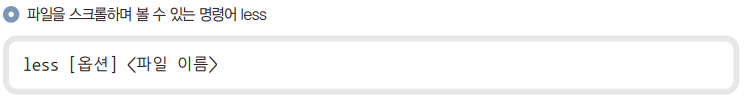 파일을 스크롤하며 볼 수 있는 명령어 less
less [옵션] <파일 이름>